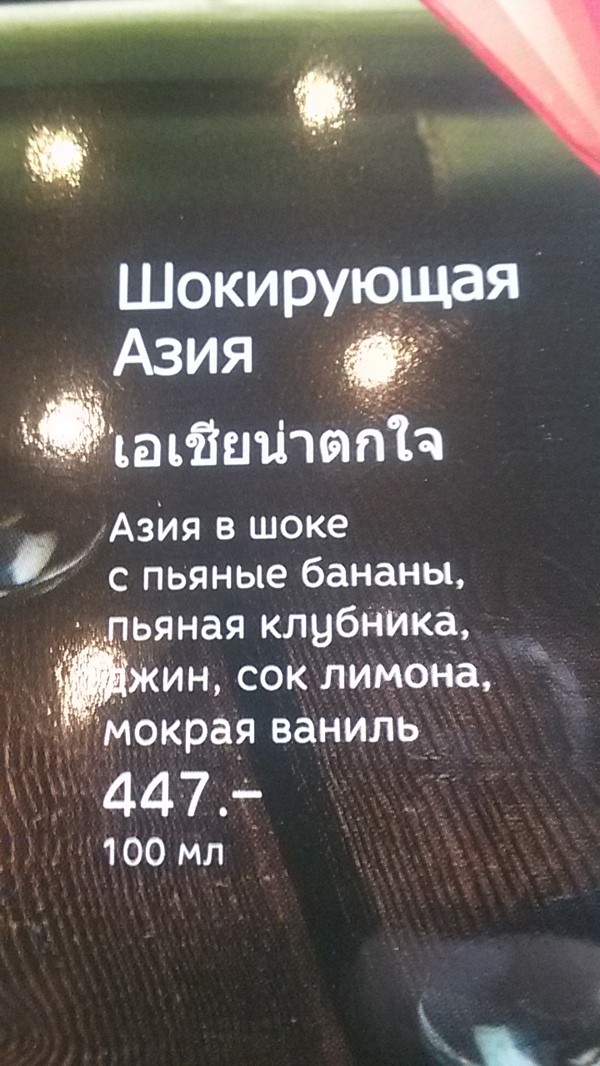 Шокирующая
Азия
เอเชียน่าตกใจ
Азия в шоке
с пьяные бананы,
пьяная клубника,
джин, сок лимона,
мокрая ваниль
447.–
100 мл